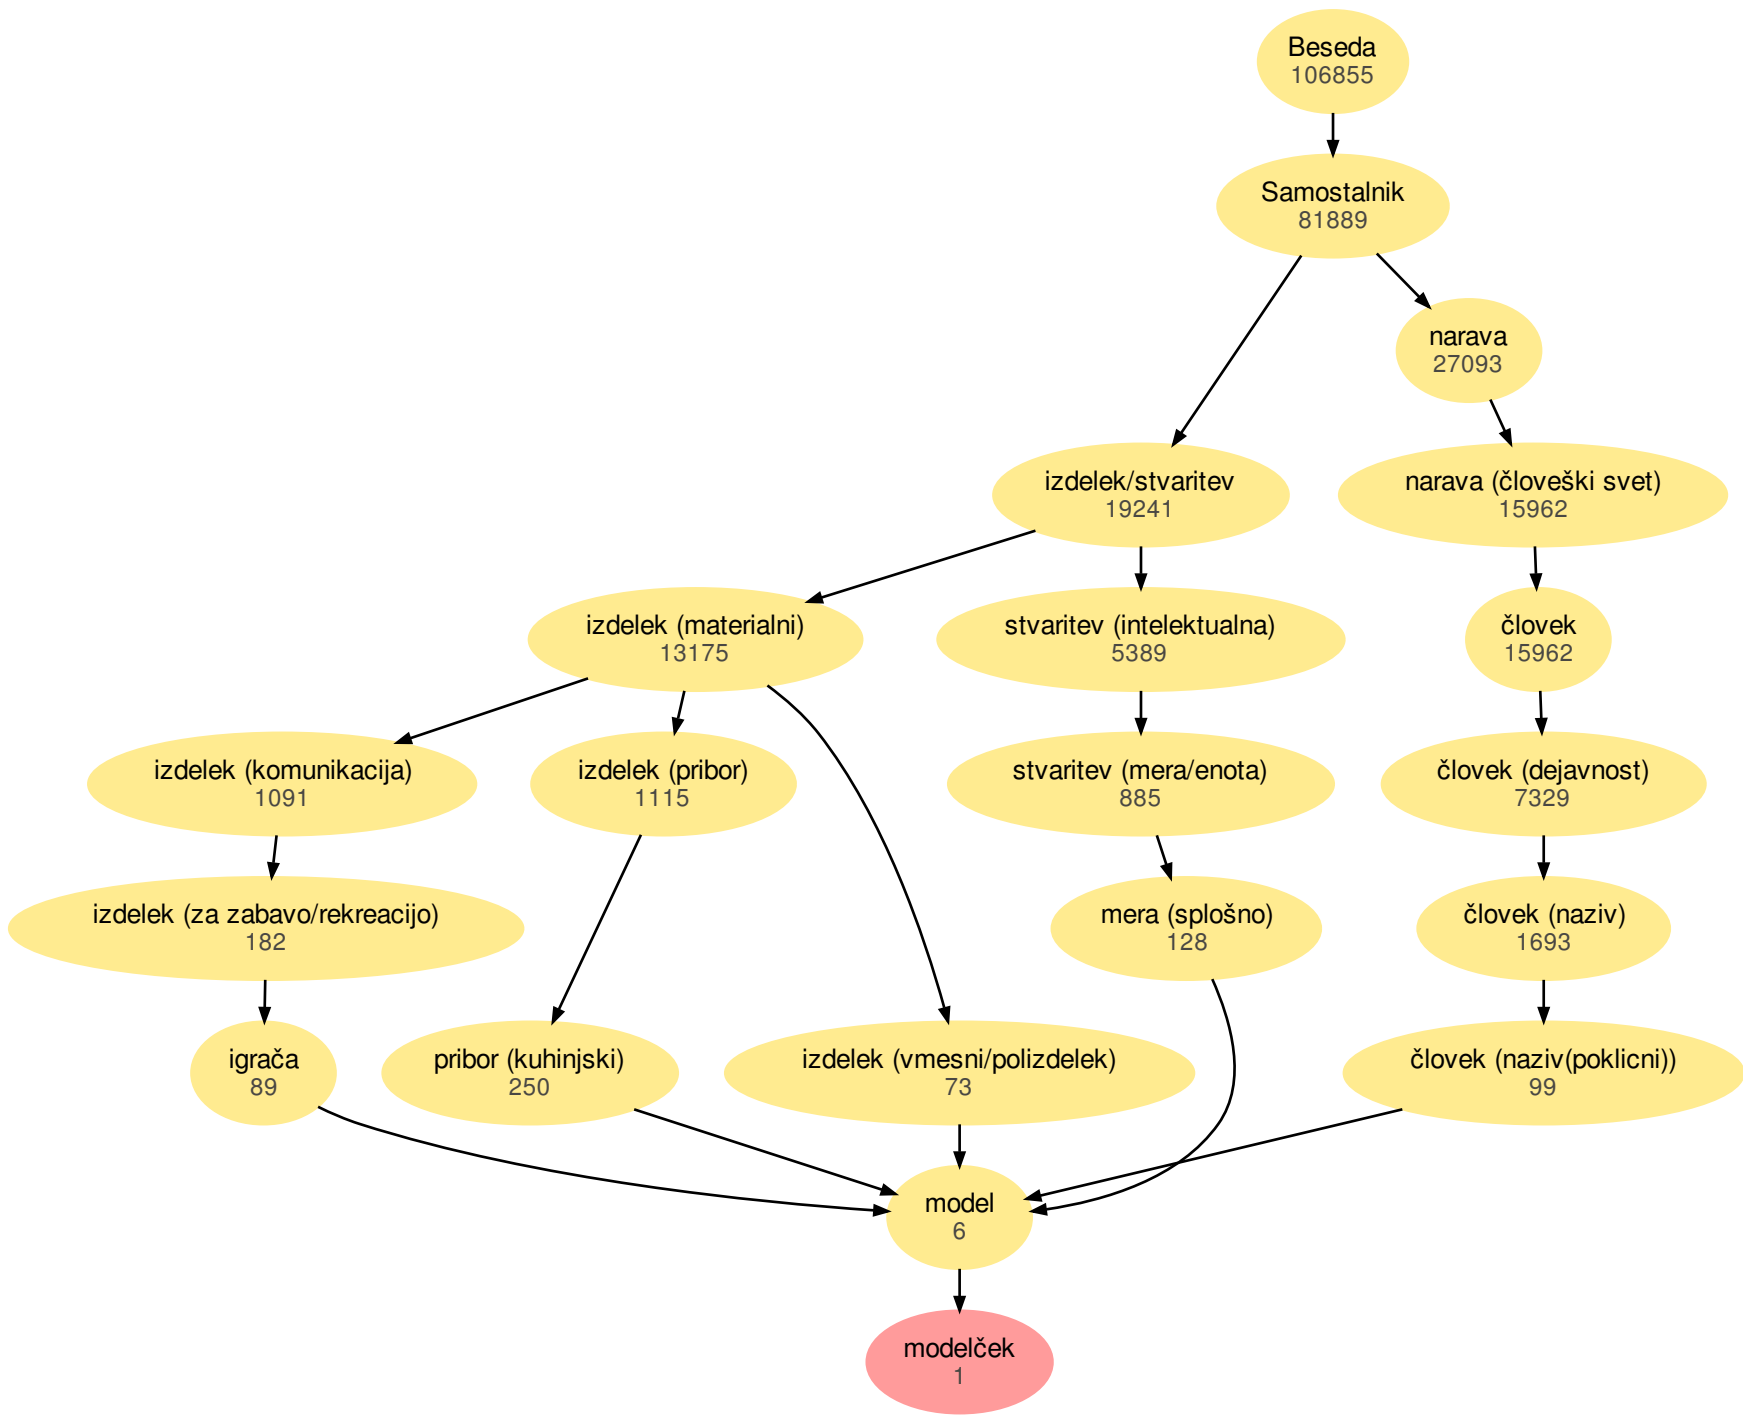 Beseda
106855
Samostalnik
81889
narava
27093
izdelek/stvaritev
19241
narava (človeški svet)
15962
izdelek (materialni)
13175
stvaritev (intelektualna)
5389
človek
15962
izdelek (komunikacija)
1091
izdelek (pribor)
1115
stvaritev (mera/enota)
885
človek (dejavnost)
7329
izdelek (za zabavo/rekreacijo)
182
mera (splošno)
128
človek (naziv)
1693
igrača
89
pribor (kuhinjski)
250
izdelek (vmesni/polizdelek)
73
človek (naziv(poklicni))
99
model
6
modelček
1